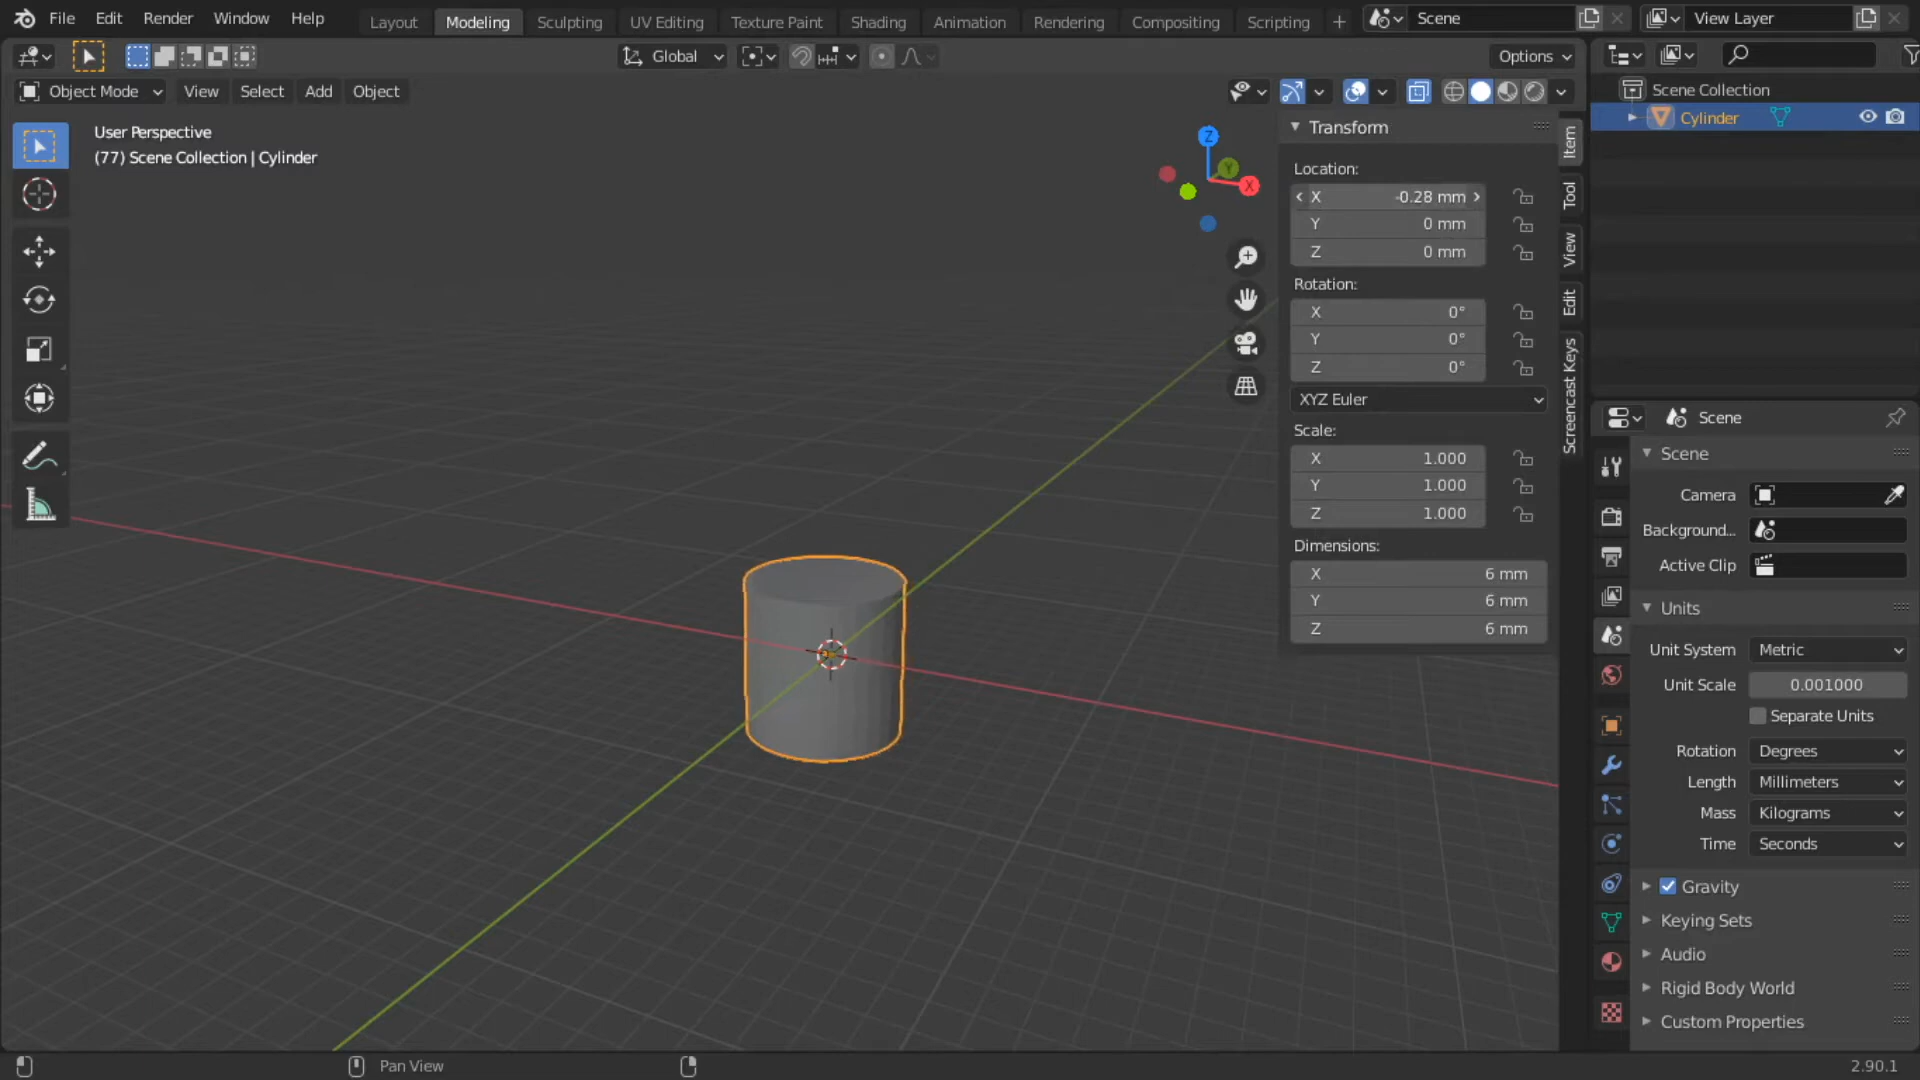 File Edit Render Window Help Layout Modeling Sculpting UV Editing Texture Paint Shading Animation Rendering Compositing Scripting + Scene View Layer
Global Options
Object Mode View Select Add Object
User Perspective
(77) Scene Collection | Cylinder
Z
Y
X
Transform
Location:
X -0.28 mm
Y 0 mm
Z 0 mm
Rotation:
X 0°
Y 0°
Z 0°
XYZ Euler
Scale:
X 1.000
Y 1.000
Z 1.000
Dimensions:
X 6 mm
Y 6 mm
Z 6 mm
Item
Tool
View
Edit
Screencast Keys
Scene Collection
Cylinder
Scene
Scene
Camera
Background...
Active Clip
Units
Unit System Metric
Unit Scale 0.001000
Separate Units
Rotation Degrees
Length Millimeters
Mass Kilograms
Time Seconds
Gravity
Keying Sets
Audio
Rigid Body World
Custom Properties
Pan View
2.90.1